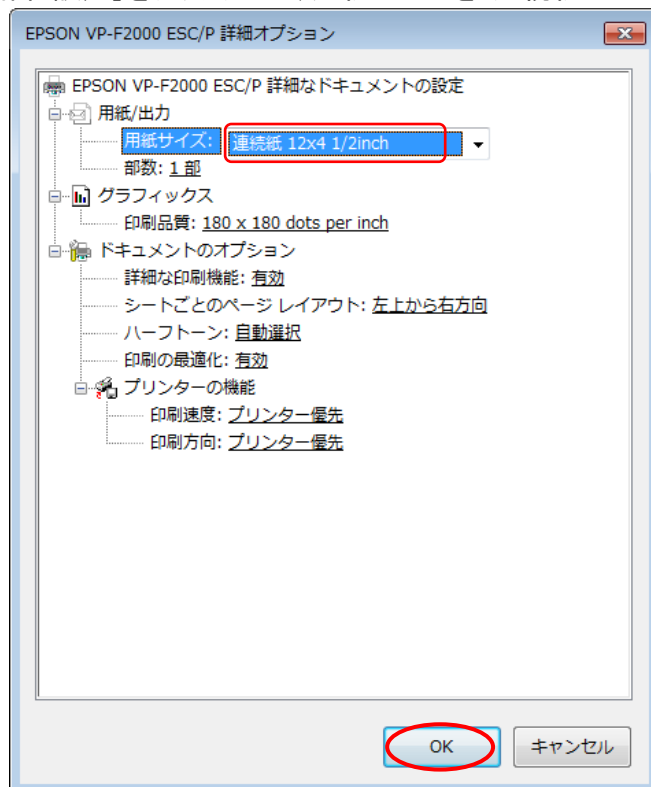 EPSON VP-F2000 ESC/P 詳細オプション
EPSON VP-F2000 ESC/P 詳細なドキュメントの設定
用紙/出力
用紙サイズ: 連続紙 12x4 1/2inch
部数: 1 部
グラフィックス
印刷品質: 180 x 180 dots per inch
ドキュメントのオプション
詳細な印刷機能: 有効
シートごとのページ レイアウト: 左上から右方向
ハーフトーン: 自動選択
印刷の最適化: 有効
プリンターの機能
印刷速度: プリンター優先
印刷方向: プリンター優先
OK キャンセル